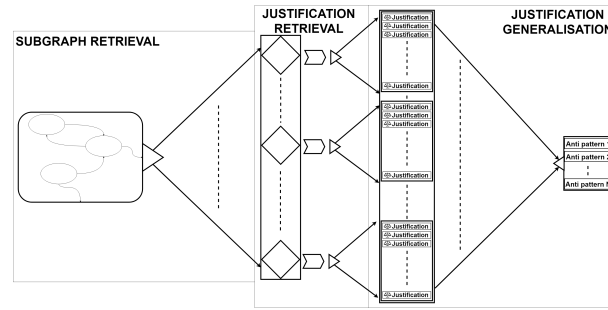 SUBGRAPH RETRIEVAL
JUSTIFICATION
RETRIEVAL
JUSTIFICATION
GENERALISATION
Justification
Justification
Justification
Justification
Justification
Justification
Justification
Justification
Justification
Justification
Justification
Justification
Anti pattern 1
Anti pattern 2
Anti pattern